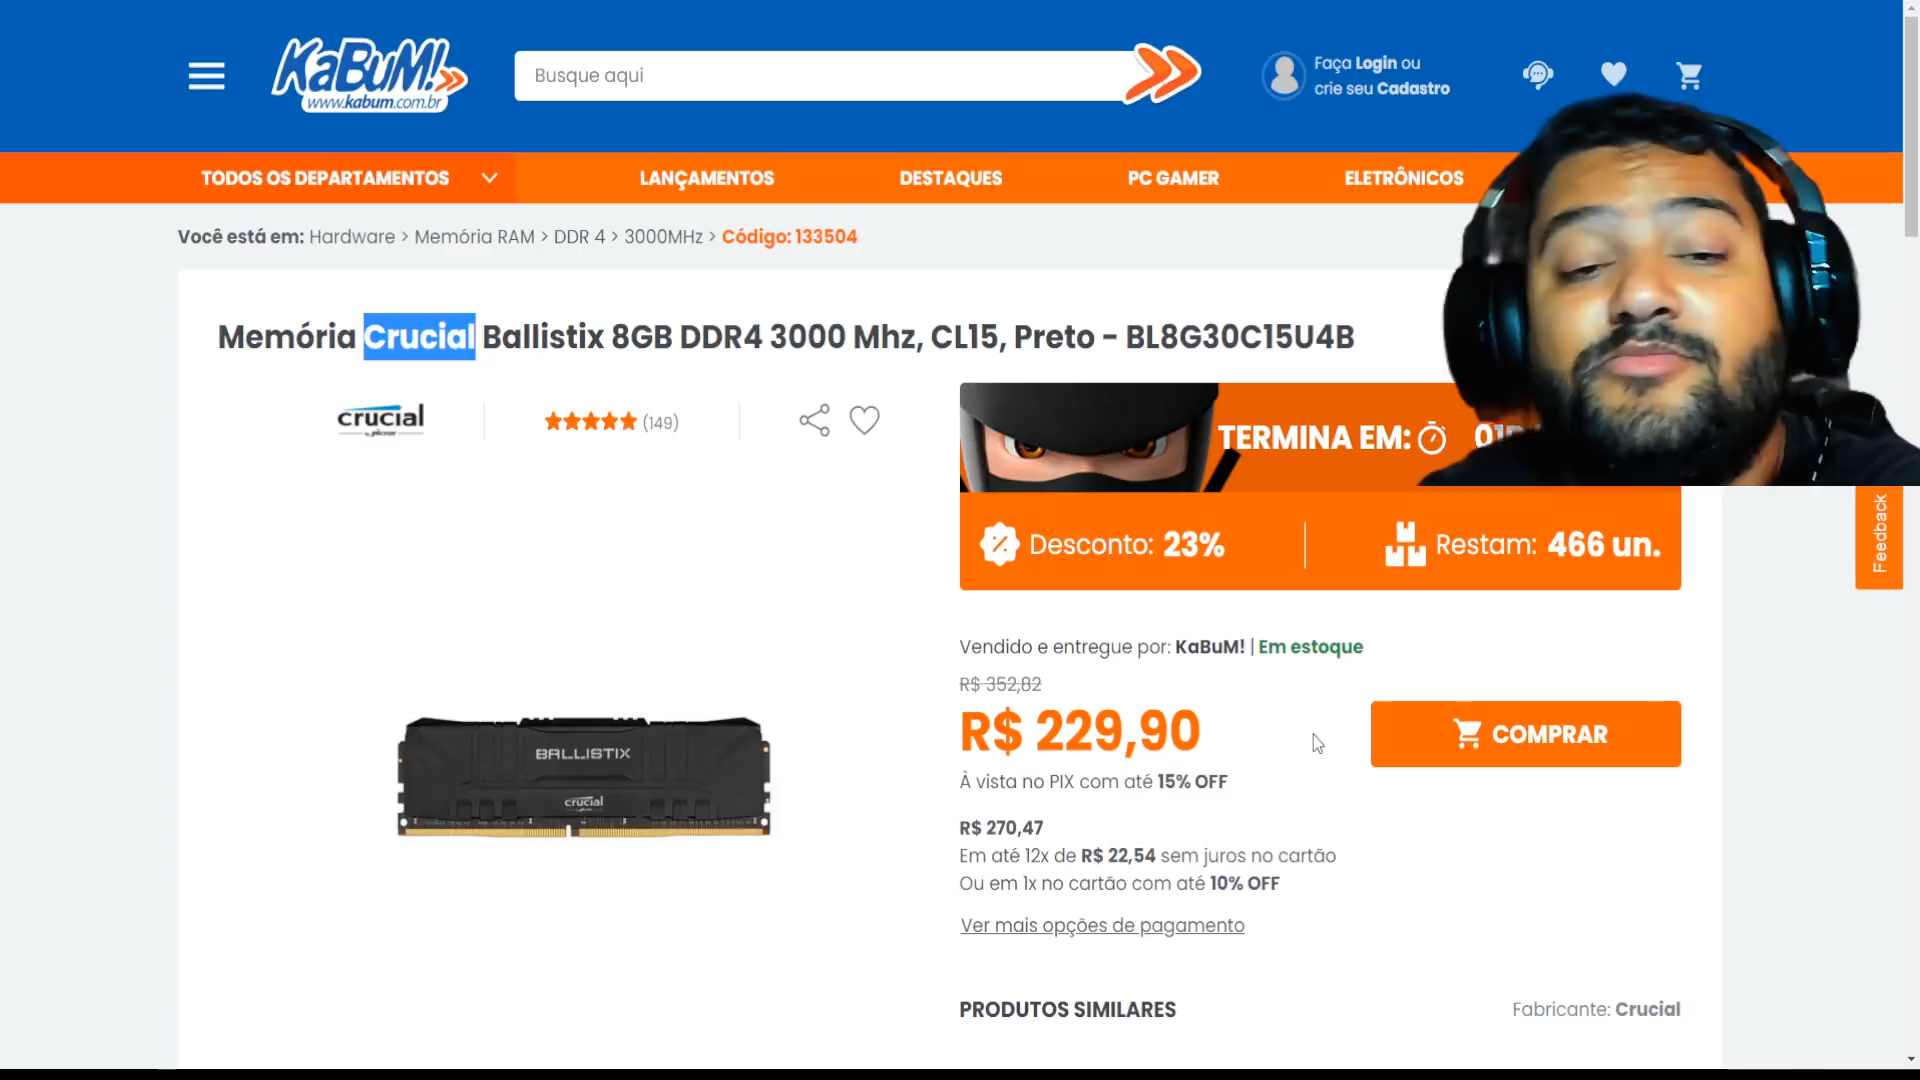 KaBuM!
www.kabum.com.br
Busque aqui
Faça Login ou
crie seu Cadastro
TODOS OS DEPARTAMENTOS
LANÇAMENTOS
DESTAQUES
PC GAMER
ELETRÔNICOS
Você está em: Hardware > Memória RAM > DDR 4 > 3000MHz > Código: 133504
Memória Crucial Ballistix 8GB DDR4 3000 Mhz, CL15, Preto - BL8G30C15U4B
crucial
(149)
TERMINA EM:
Desconto: 23%
Restam: 466 un.
Feedback
Vendido e entregue por: KaBuM! | Em estoque
R$ 352,82
R$ 229,90
COMPRAR
À vista no PIX com até 15% OFF
BALLISTIX
crucial
R$ 270,47
Em até 12x de R$ 22,54 sem juros no cartão
Ou em 1x no cartão com até 10% OFF
Ver mais opções de pagamento
PRODUTOS SIMILARES
Fabricante: Crucial